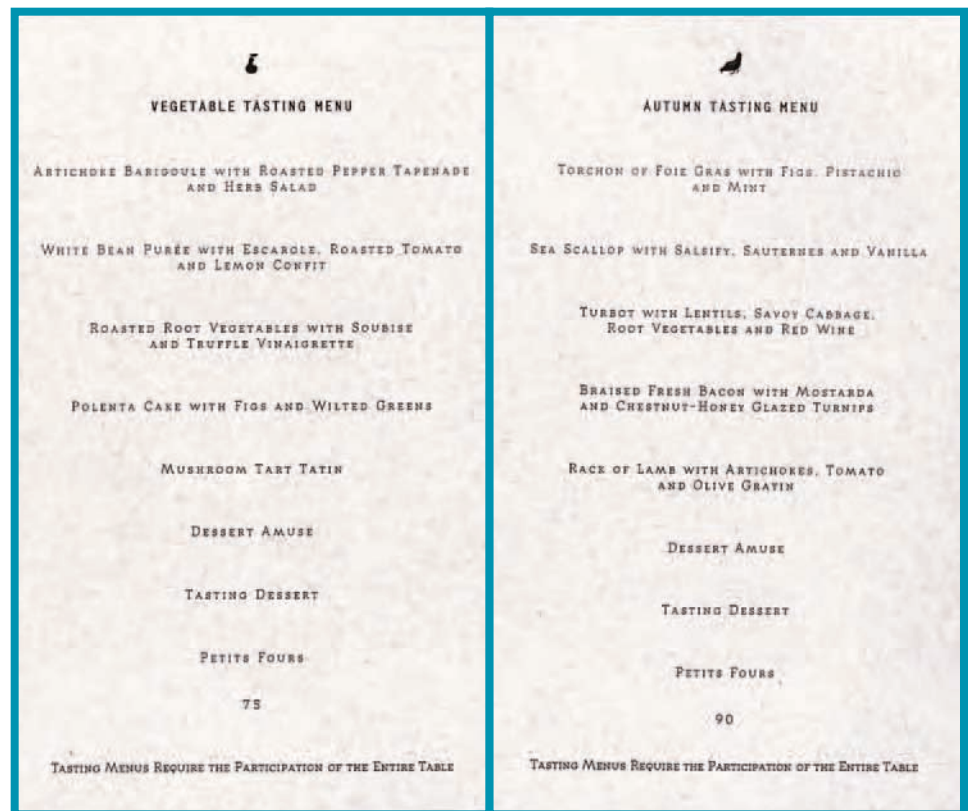 VEGETABLE TASTING MENU
ARTICHOKE BARIGOULE WITH ROASTED PEPPER TAPENADE
AND HERB SALAD
WHITE BEAN PURÉE WITH ESCAROLE, ROASTED TOMATO
AND LEMON CONFIT
ROASTED ROOT VEGETABLES WITH SOUBISE
AND TRUFFLE VINAIGRETTE
POLENTA CAKE WITH FIGS AND WILTED GREENS
MUSHROOM TART TATIN
DESSERT AMUSE
TASTING DESSERT
PETITS FOURS
75
TASTING MENUS REQUIRE THE PARTICIPATION OF THE ENTIRE TABLE
AUTUMN TASTING MENU
TORCHON OF FOIE GRAS WITH FIGS, PISTACHIO
AND MINT
SEA SCALLOP WITH SALSIFY, SAUTERNES AND VANILLA
TURBOT WITH LENTILS, SAVOY CABBAGE,
ROOT VEGETABLES AND RED WINE
BRAISED FRESH BACON WITH MOSTARDA
AND CHESTNUT-HONEY GLAZED TURNIPS
RACK OF LAMB WITH ARTICHOKES, TOMATO
AND OLIVE GRATIN
DESSERT AMUSE
TASTING DESSERT
PETITS FOURS
90
TASTING MENUS REQUIRE THE PARTICIPATION OF THE ENTIRE TABLE